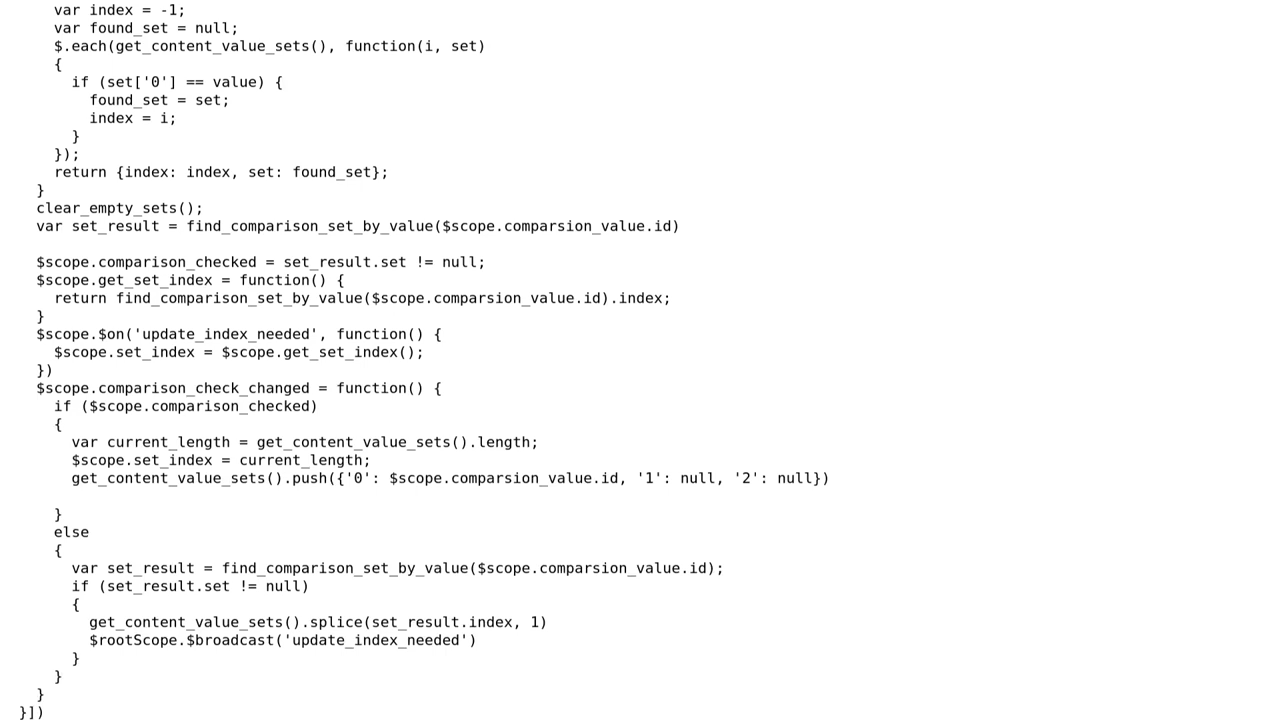 var index = -1;
var found_set = null;
$.each(get_content_value_sets(), function(i, set)
{
if (set['0'] == value) {
found_set = set;
index = i;
}
});
return {index: index, set: found_set};
}
clear_empty_sets();
var set_result = find_comparison_set_by_value($scope.comparsion_value.id)
$scope.comparison_checked = set_result.set != null;
$scope.get_set_index = function() {
return find_comparison_set_by_value($scope.comparsion_value.id).index;
}
$scope.$on('update_index_needed', function() {
$scope.set_index = $scope.get_set_index();
})
$scope.comparison_check_changed = function() {
if ($scope.comparison_checked)
{
var current_length = get_content_value_sets().length;
$scope.set_index = current_length;
get_content_value_sets().push({'0': $scope.comparsion_value.id, '1': null, '2': null})
}
else
{
var set_result = find_comparison_set_by_value($scope.comparsion_value.id);
if (set_result.set != null)
{
get_content_value_sets().splice(set_result.index, 1)
$rootScope.$broadcast('update_index_needed')
}
}
}
}])